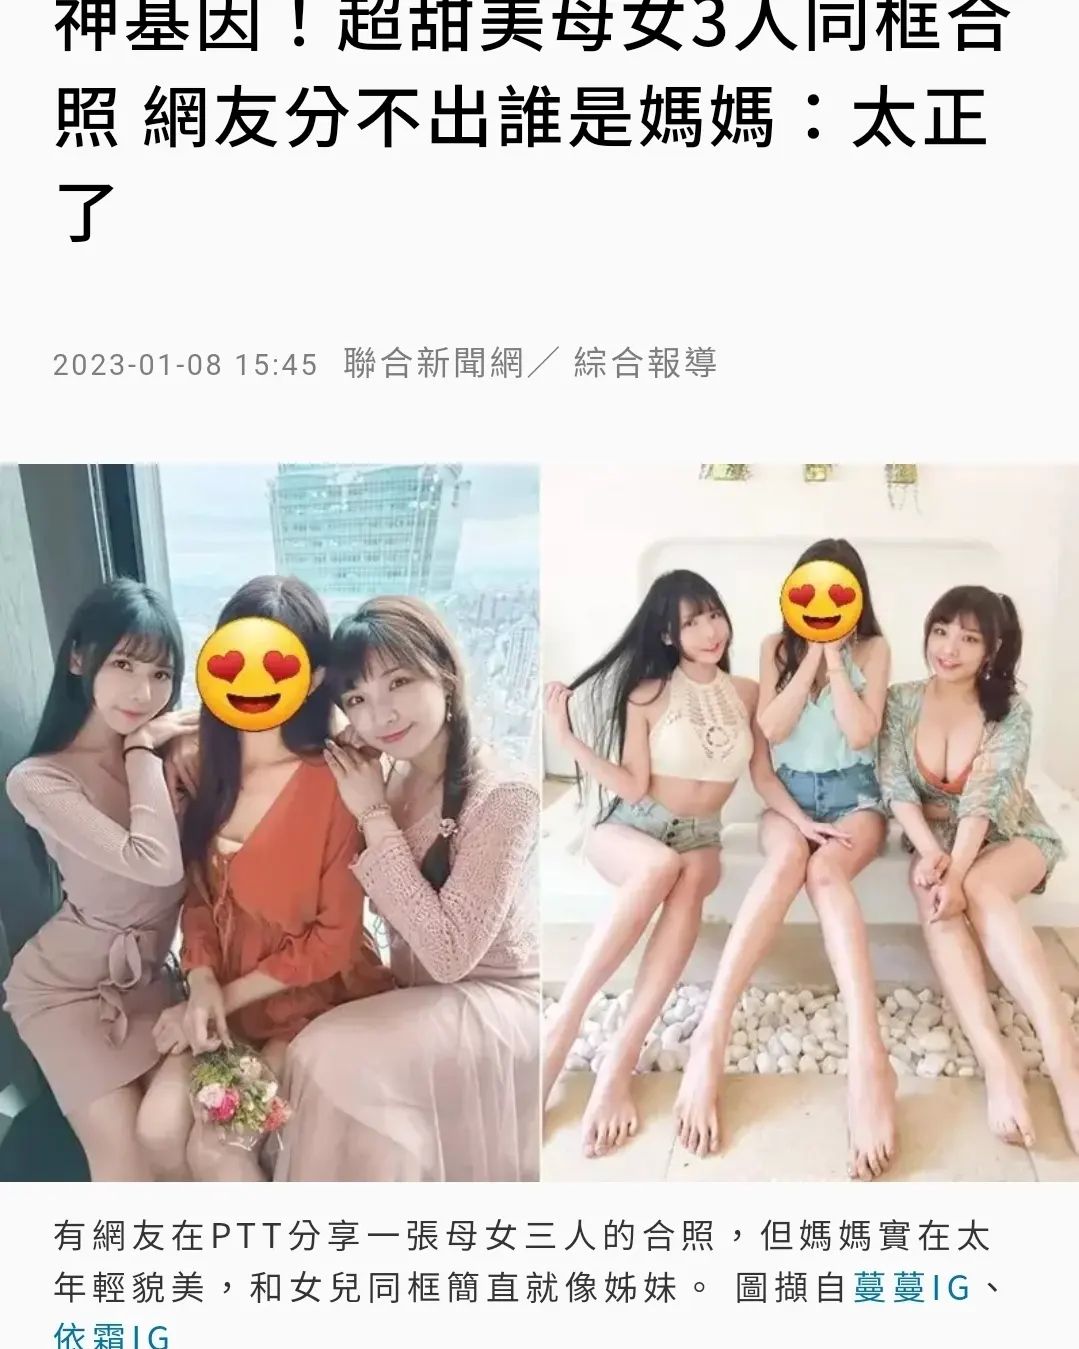 神基因！超甜美母女3人同框合
照 網友分不出誰是媽媽：太正
了
2023-01-08 15:45 聯合新聞網／ 綜合報導
有網友在PTT分享一張母女三人的合照，但媽媽實在太
年輕貌美，和女兒同框簡直就像姊妹。 圖擷自蔓蔓IG、
依霜IG